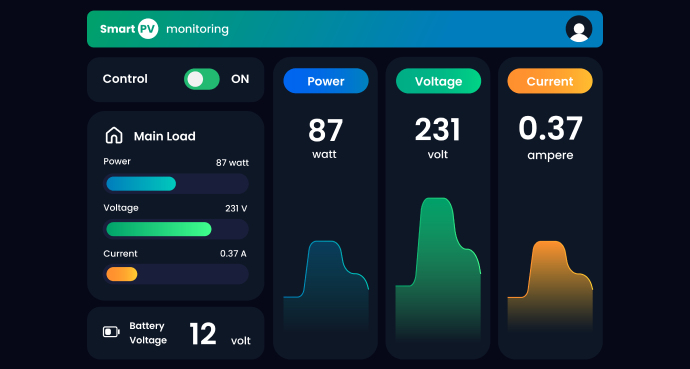 Smart PV monitoring
Control ON
Main Load
Power 87 watt
Voltage 231 V
Current 0.37 A
Battery
Voltage
12 volt
Power
87
watt
Voltage
231
volt
Current
0.37
ampere